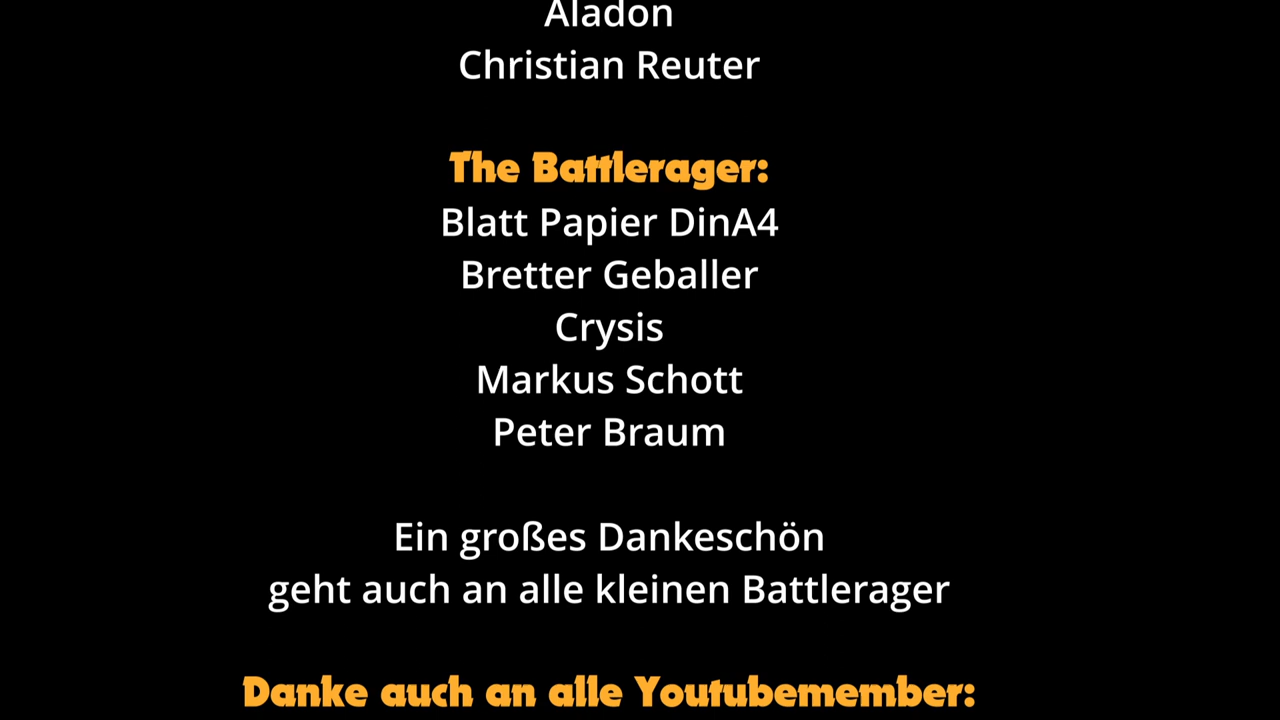 Aladon
Christian Reuter
The Battlerager:
Blatt Papier DinA4
Bretter Geballer
Crysis
Markus Schott
Peter Braum
Ein großes Dankeschön
geht auch an alle kleinen Battlerager
Danke auch an alle Youtubemember: